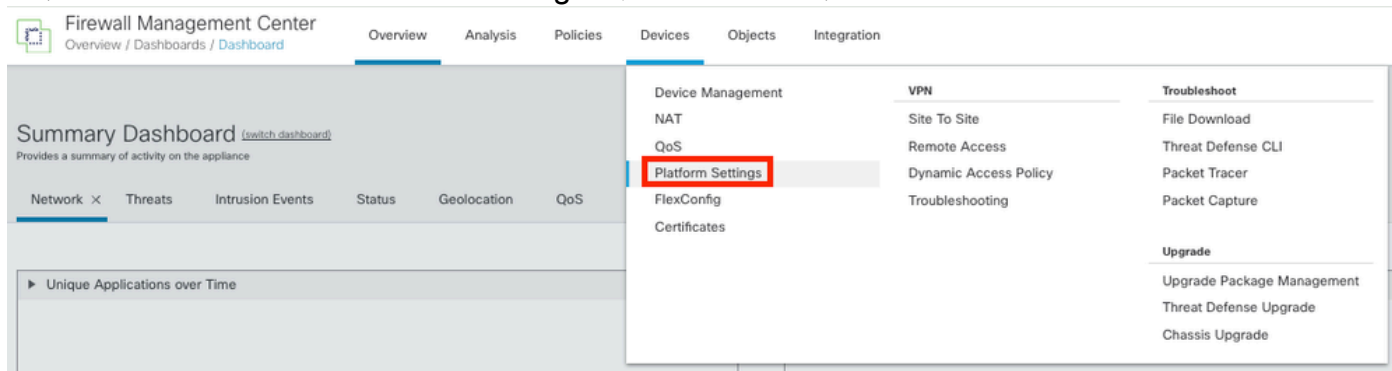 Firewall Management Center
Overview / Dashboards / Dashboard
Overview Analysis Policies Devices Objects Integration
Summary Dashboard (switch dashboard)
Provides a summary of activity on the appliance
Network × Threats Intrusion Events Status Geolocation QoS
Unique Applications over Time
Device Management
NAT
QoS
Platform Settings
FlexConfig
Certificates
VPN
Site To Site
Remote Access
Dynamic Access Policy
Troubleshooting
Troubleshoot
File Download
Threat Defense CLI
Packet Tracer
Packet Capture
Upgrade
Upgrade Package Management
Threat Defense Upgrade
Chassis Upgrade